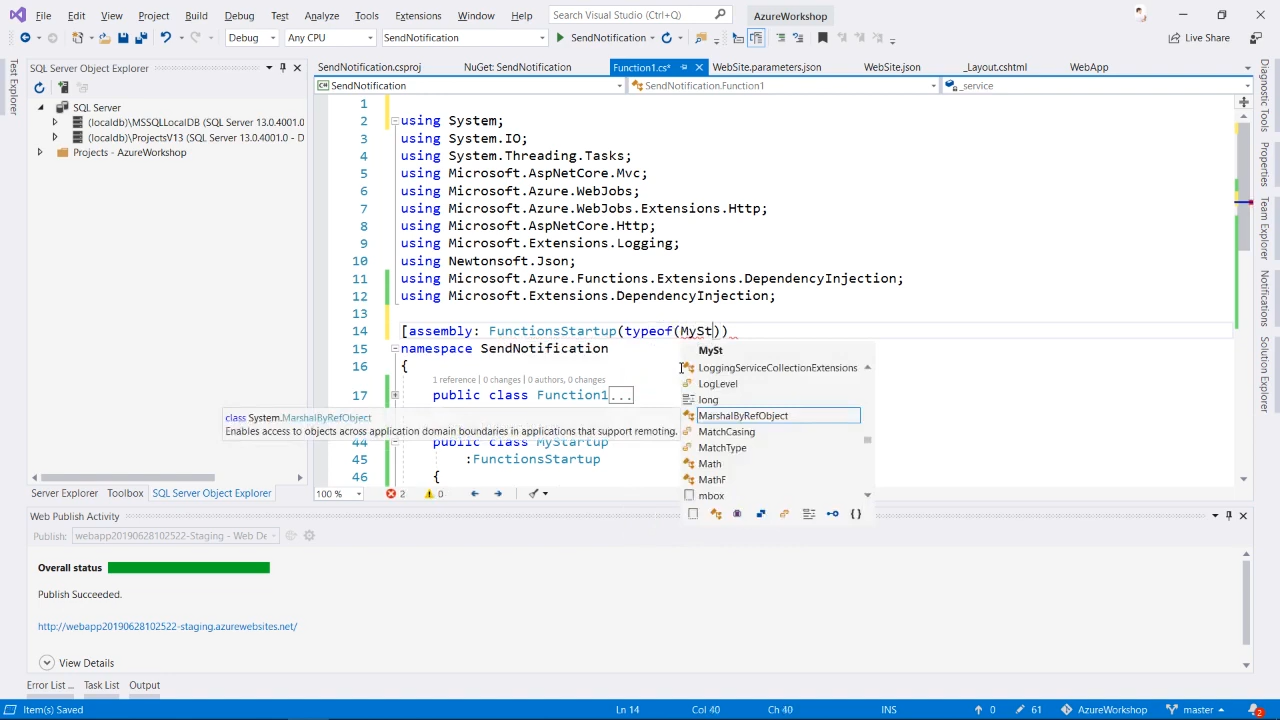 File Edit View Project Build Debug Test Analyze Tools Extensions Window Help Search Visual Studio (Ctrl+Q) AzureWorkshop
Debug Any CPU SendNotification SendNotification Live Share
Test Explorer
SQL Server Object Explorer
SQL Server
(localdb)\MSSQLLocalDB (SQL Server 13.0.4001.0
(localdb)\ProjectsV13 (SQL Server 13.0.4001.0 - D
Projects - AzureWorkshop
Server Explorer Toolbox SQL Server Object Explorer
SendNotification.csproj NuGet: SendNotification Function1.cs* WebSite.parameters.json WebSite.json _Layout.cshtml WebApp
SendNotification SendNotification.Function1 _service
1
2 using System;
3 using System.IO;
4 using System.Threading.Tasks;
5 using Microsoft.AspNetCore.Mvc;
6 using Microsoft.Azure.WebJobs;
7 using Microsoft.Azure.WebJobs.Extensions.Http;
8 using Microsoft.AspNetCore.Http;
9 using Microsoft.Extensions.Logging;
10 using Newtonsoft.Json;
11 using Microsoft.Azure.Functions.Extensions.DependencyInjection;
12 using Microsoft.Extensions.DependencyInjection;
13
14 [assembly: FunctionsStartup(typeof(MySt))
15 namespace SendNotification
16 {
1 reference | 0 changes | 0 authors, 0 changes
17 public class Function1...
44 public class MyStartup
45 :FunctionsStartup
46 {
MySt
LoggingServiceCollectionExtensions
LogLevel
long
MarshalByRefObject
MatchCasing
MatchType
Math
MathF
mbox
class System.MarshalByRefObject
Enables access to objects across application domain boundaries in applications that support remoting.
100 % 2 0
Diagnostic Tools
Properties
Team Explorer
Notifications
Solution Explorer
Web Publish Activity
Publish: webapp20190628102522-Staging - Web De
Overall status
Publish Succeeded.
http://webapp20190628102522-staging.azurewebsites.net/
View Details
Error List ... Task List Output
Item(s) Saved Ln 14 Col 40 Ch 40 INS 0 61 AzureWorkshop master 2